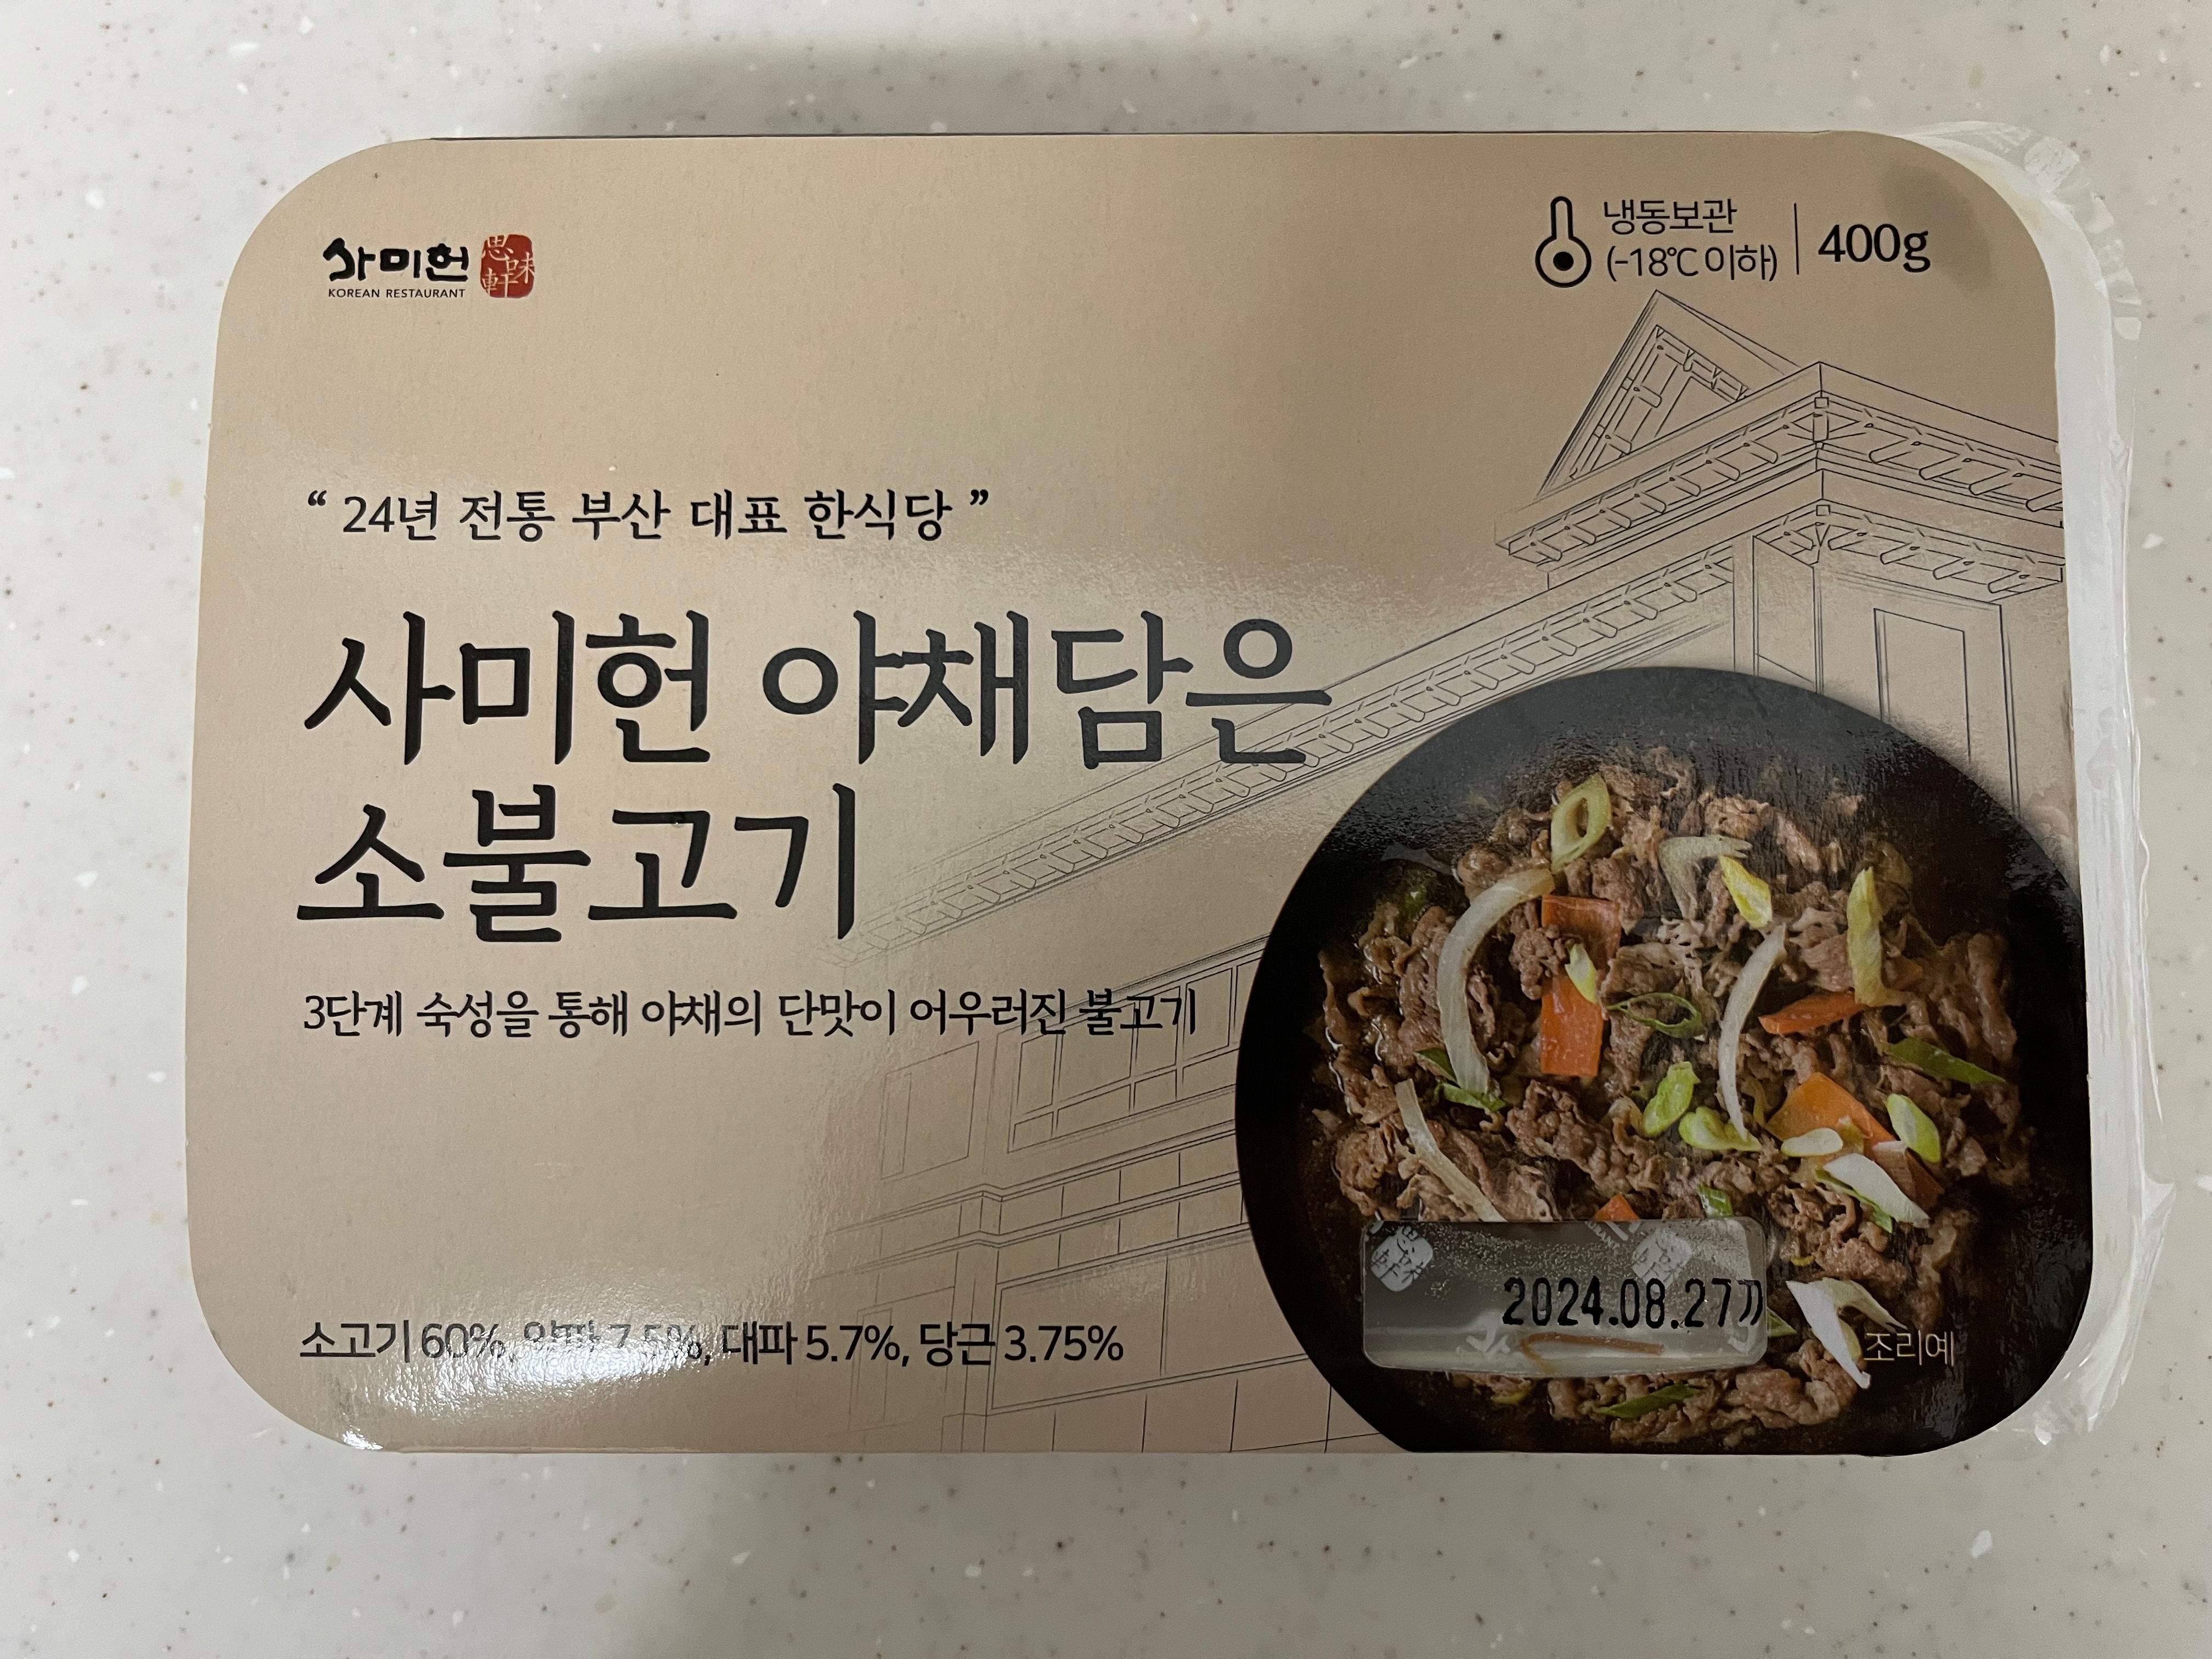 사미헌 思味軒
KOREAN RESTAURANT
냉동보관
(-18℃ 이하)
400g
“ 24년 전통 부산 대표 한식당 ”
사미헌 야채담은
소불고기
3단계 숙성을 통해 야채의 단맛이 어우러진 불고기
소고기 60%, 양파 7.5%, 대파 5.7%, 당근 3.75%
2024.08.27
조리예